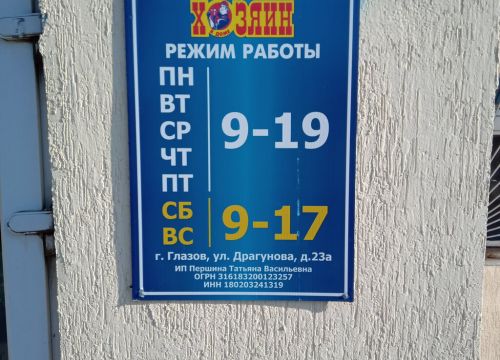 ХОЗЯИН
в доме
РЕЖИМ РАБОТЫ
ПН
ВТ
СР
ЧТ
ПТ
9-19
СБ
ВС
9-17
г. Глазов, ул. Драгунова, д.23а
ИП Першина Татьяна Васильевна
ОГРН 316183200123257
ИНН 180203241319